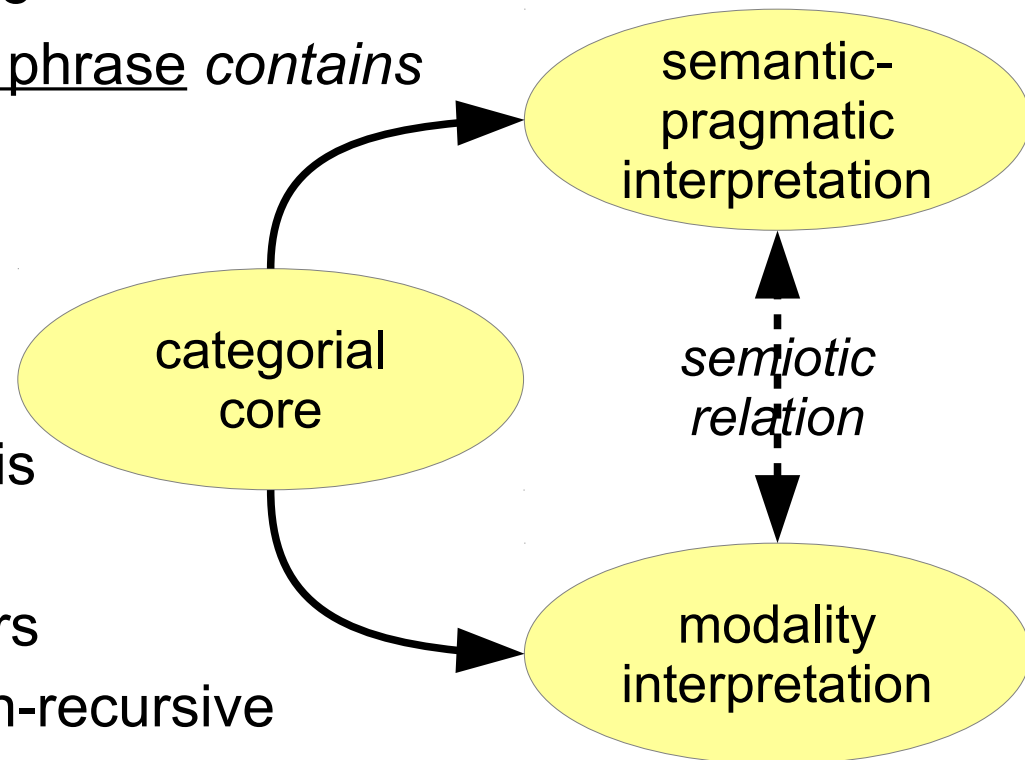 phrase contains
semantic-
pragmatic
interpretation
categorial
core
semiotic
relation
is
rs
n-recursive
modality
interpretation